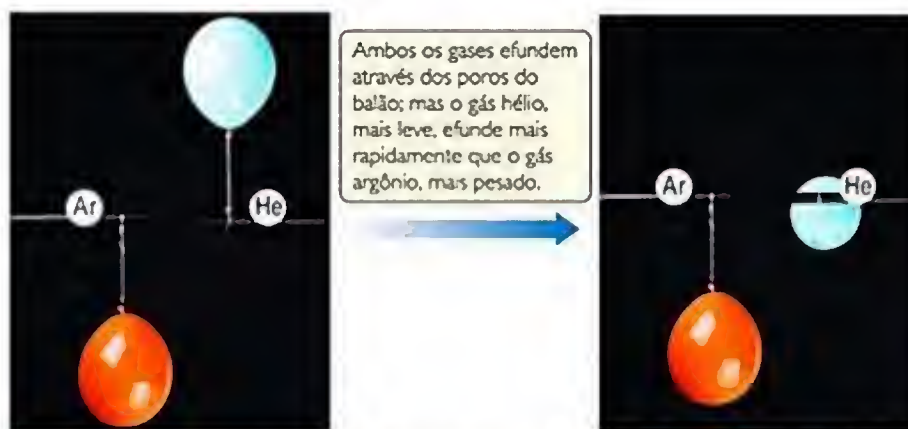 Ar
He
Ambos os gases efundem
através dos poros do
balão; mas o gás hélio,
mais leve, efunde mais
rapidamente que o gás
argônio, mais pesado.
Ar
He